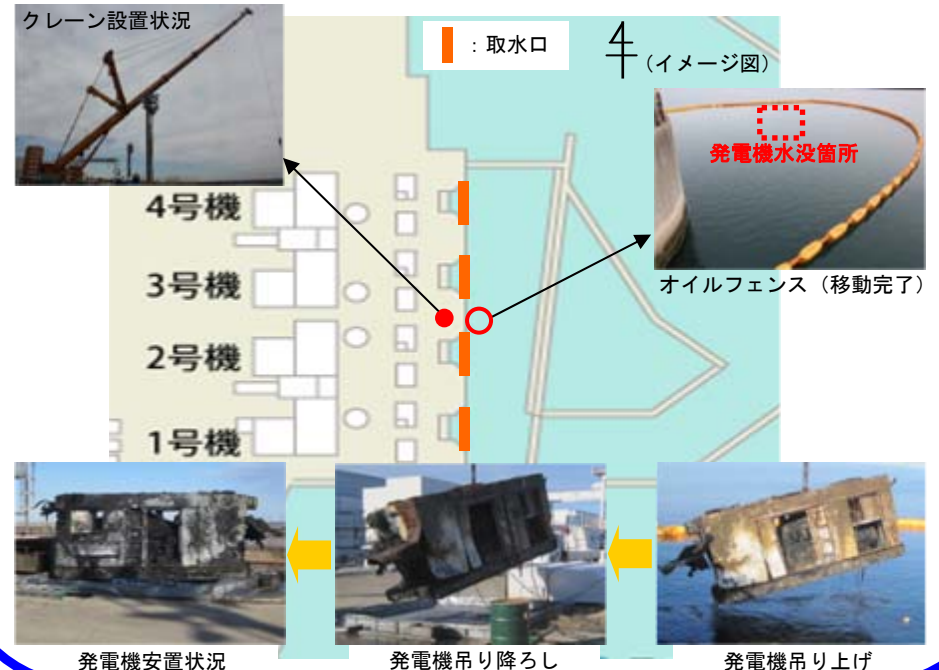 クレーン設置状況
：取水口
（イメージ図）
発電機水没箇所
オイルフェンス（移動完了）
4号機
3号機
2号機
1号機
発電機安置状況
発電機吊り降ろし
発電機吊り上げ